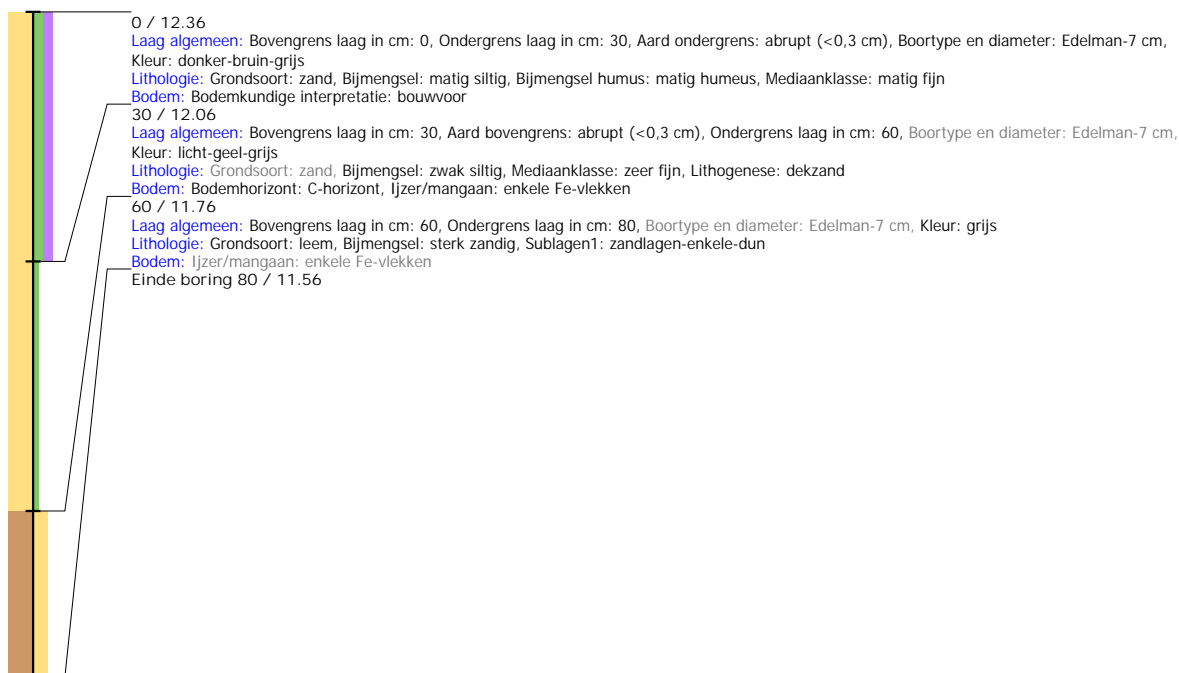 0 / 12.36
Laag algemeen: Bovengrens laag in cm: 0, Ondergrens laag in cm: 30, Aard ondergrens: abrupt (<0,3 cm), Boortype en diameter: Edelman-7 cm,
Kleur: donker-bruin-grijs
Lithologie: Grondsoort: zand, Bijmengsel: matig siltig, Bijmengsel humus: matig humeus, Mediaanklasse: matig fijn
Bodem: Bodemkundige interpretatie: bouwvoor
30 / 12.06
Laag algemeen: Bovengrens laag in cm: 30, Aard bovengrens: abrupt (<0,3 cm), Ondergrens laag in cm: 60, Boortype en diameter: Edelman-7 cm,
Kleur: licht-geel-grijs
Lithologie: Grondsoort: zand, Bijmengsel: zwak siltig, Mediaanklasse: zeer fijn, Lithogenese: dekzand
Bodem: Bodemhorizont: C-horizont, Ijzer/mangaan: enkele Fe-vlekken
60 / 11.76
Laag algemeen: Bovengrens laag in cm: 60, Ondergrens laag in cm: 80, Boortype en diameter: Edelman-7 cm, Kleur: grijs
Lithologie: Grondsoort: leem, Bijmengsel: sterk zandig, Sublagen1: zandlagen-enkele-dun
Bodem: Ijzer/mangaan: enkele Fe-vlekken
Einde boring 80 / 11.56